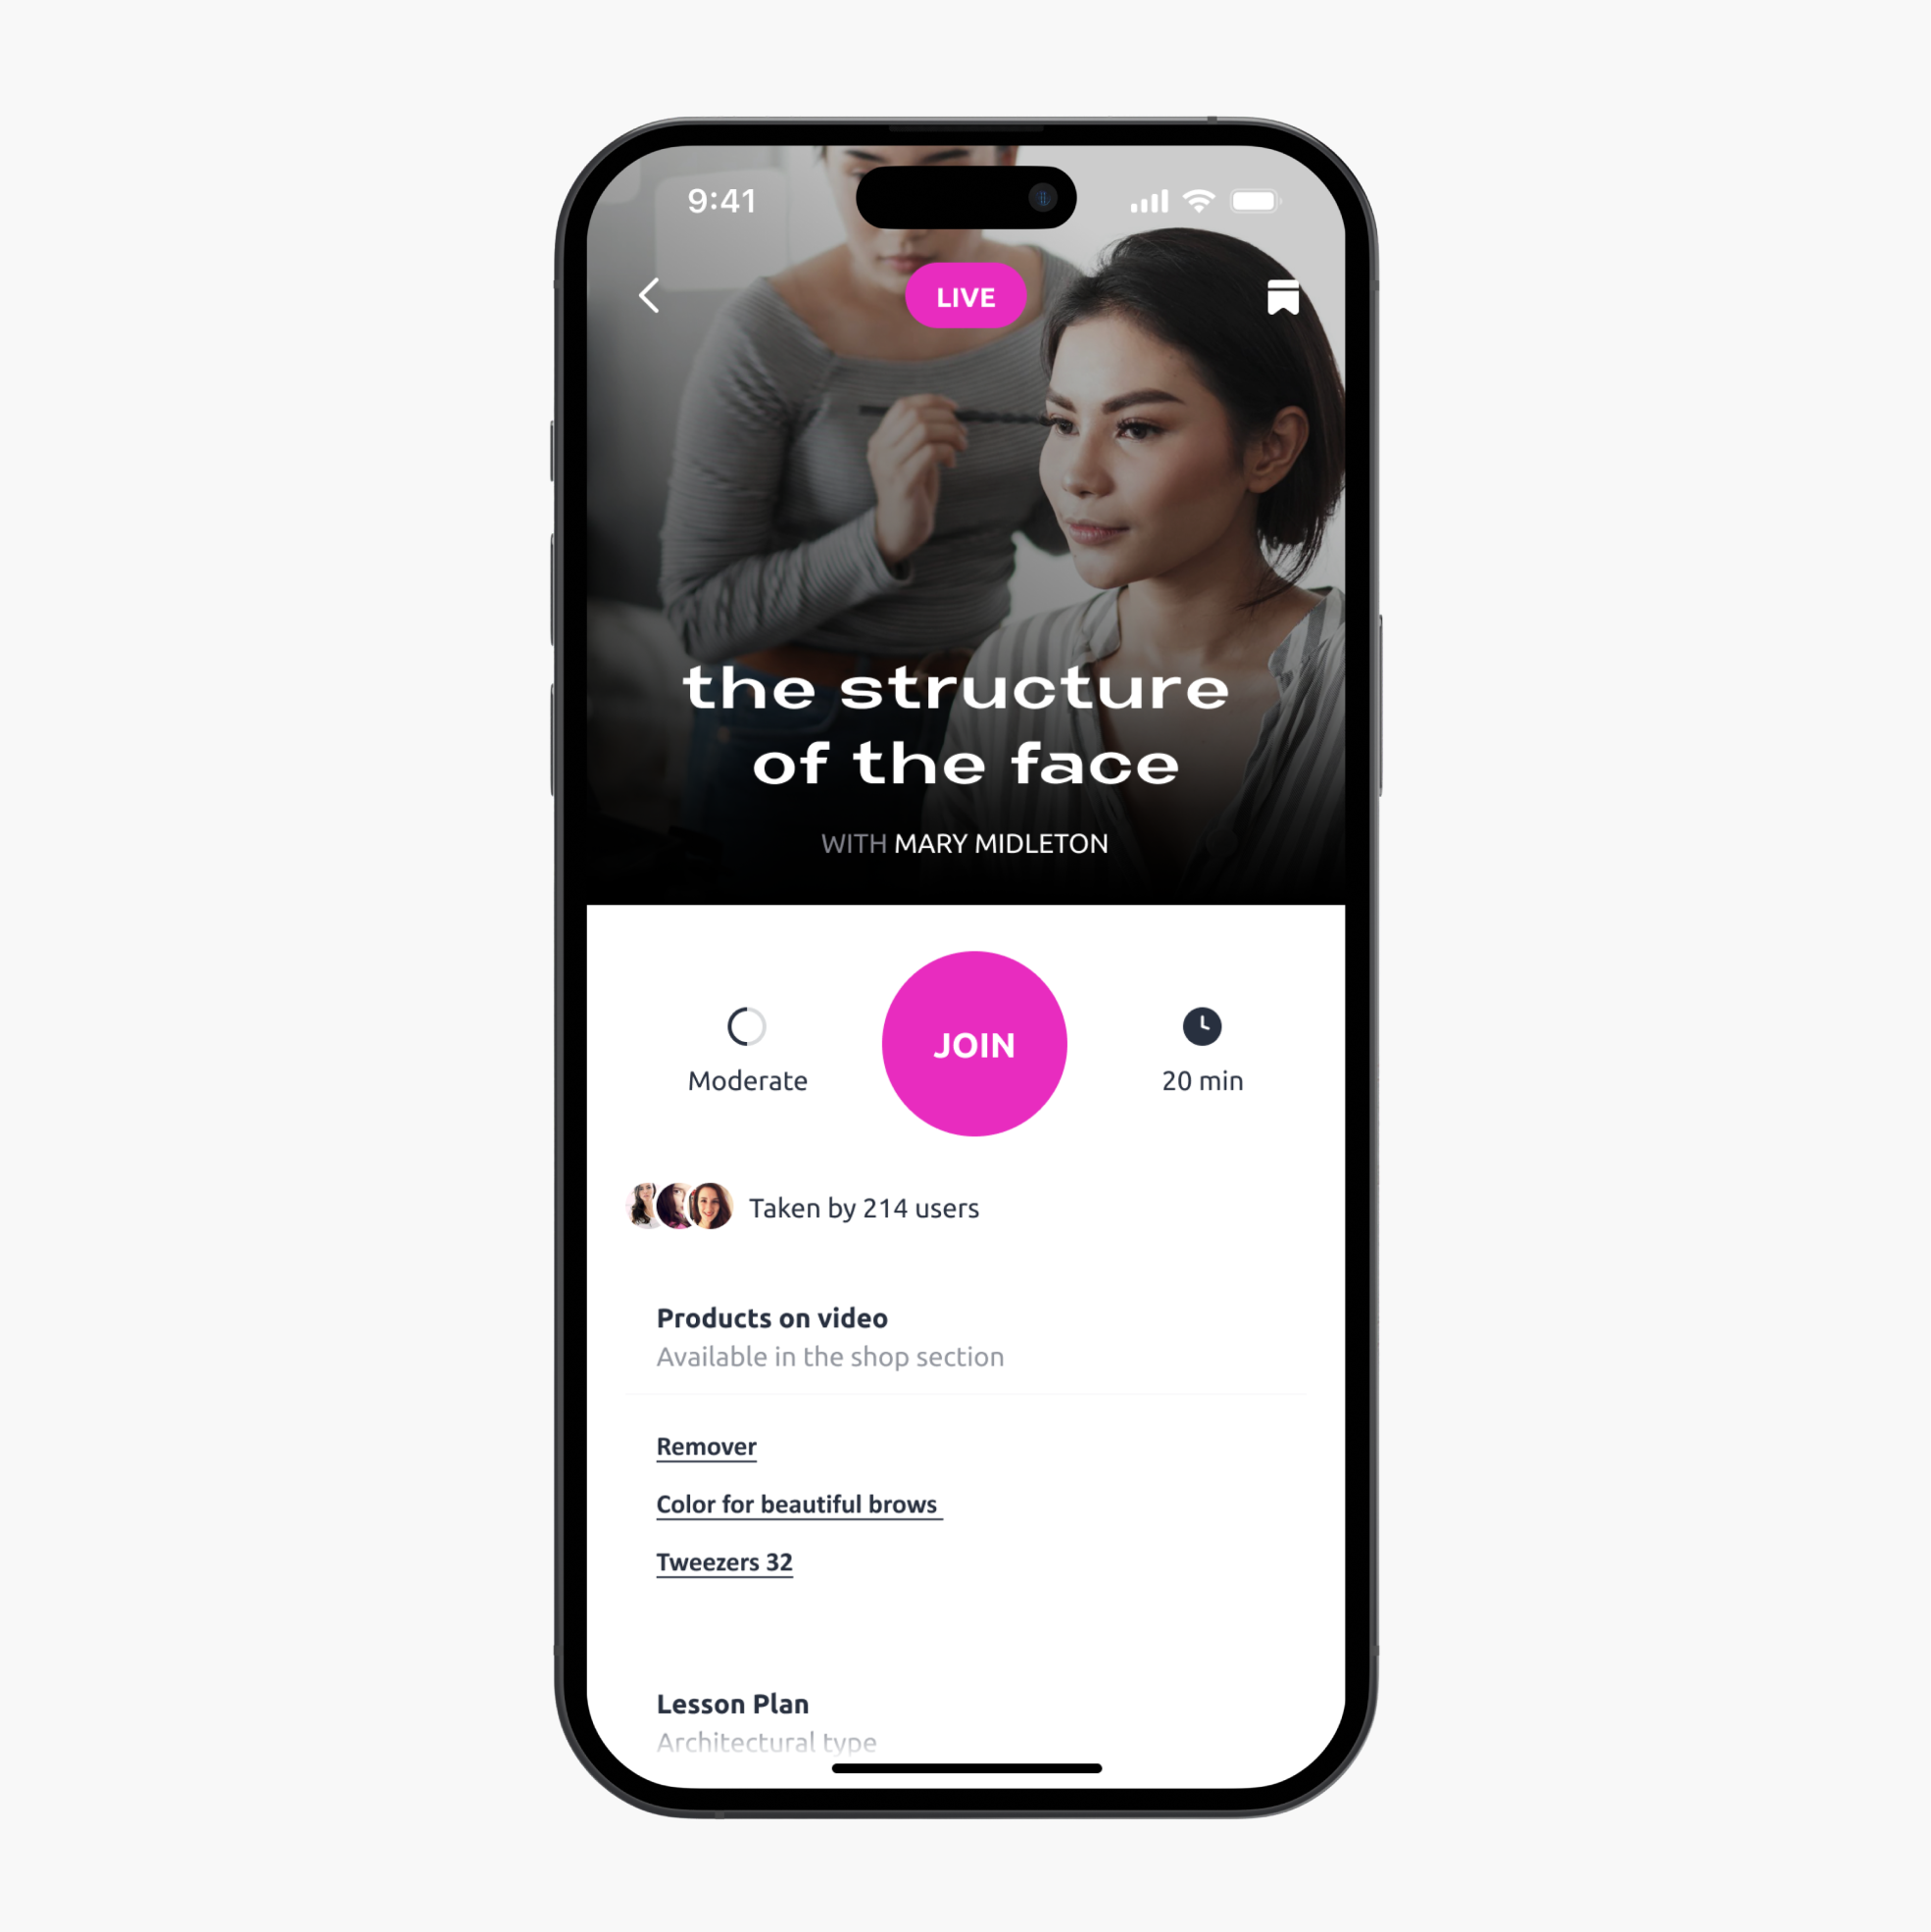 9:41
LIVE
the structure
of the face
WITH MARY MIDLETON
JOIN
Moderate
20 min
Taken by 214 users
Products on video
Available in the shop section
Remover
Color for beautiful brows
Tweezers 32
Lesson Plan
Architectural type